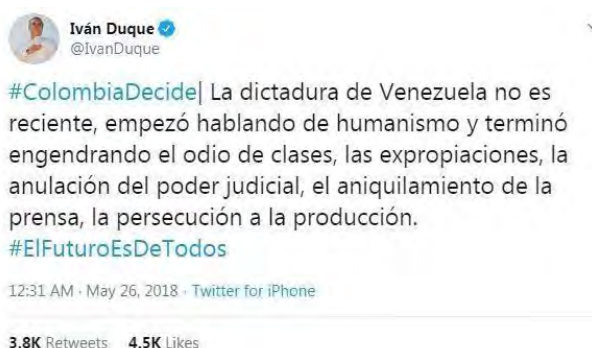 Iván Duque
@IvanDuque
#ColombiaDecide| La dictadura de Venezuela no es
reciente, empezó hablando de humanismo y terminó
engendrando el odio de clases, las expropiaciones, la
anulación del poder judicial, el aniquilamiento de la
prensa, la persecución a la producción.
#ElFuturoEsDeTodos
12:31 AM · May 26, 2018 · Twitter for iPhone
3.8K Retweets 4.5K Likes